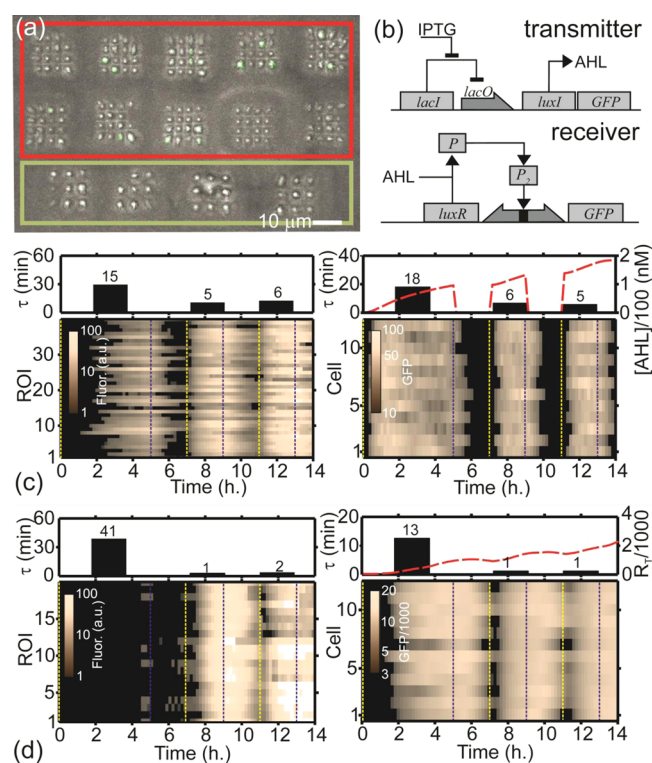 (a)
10 μm
(b)
IPTG
transmitter
AHL
lacO
lacI
luxI
GFP
receiver
P
AHL
P2
luxR
GFP
60
30
0
τ (min)
15
5
6
ROI
30
20
10
1
100
10
1
Fluor. (a.u.)
0 2 4 6 8 10 12 14
Time (h.)
40
20
0
τ (min)
18
6
5
2
1
0
[AHL]/100 (nM)
Cell
10
5
1
100
50
10
GFP
0 2 4 6 8 10 12 14
Time (h.)
(c)
60
30
0
τ (min)
41
1
2
ROI
15
10
5
1
100
10
1
Fluor. (a.u.)
0 2 4 6 8 10 12 14
Time (h.)
20
10
0
τ (min)
13
1
1
4
2
0
RT/1000
Cell
10
5
1
20
10
5
3
GFP/1000
0 2 4 6 8 10 12 14
Time (h.)
(d)